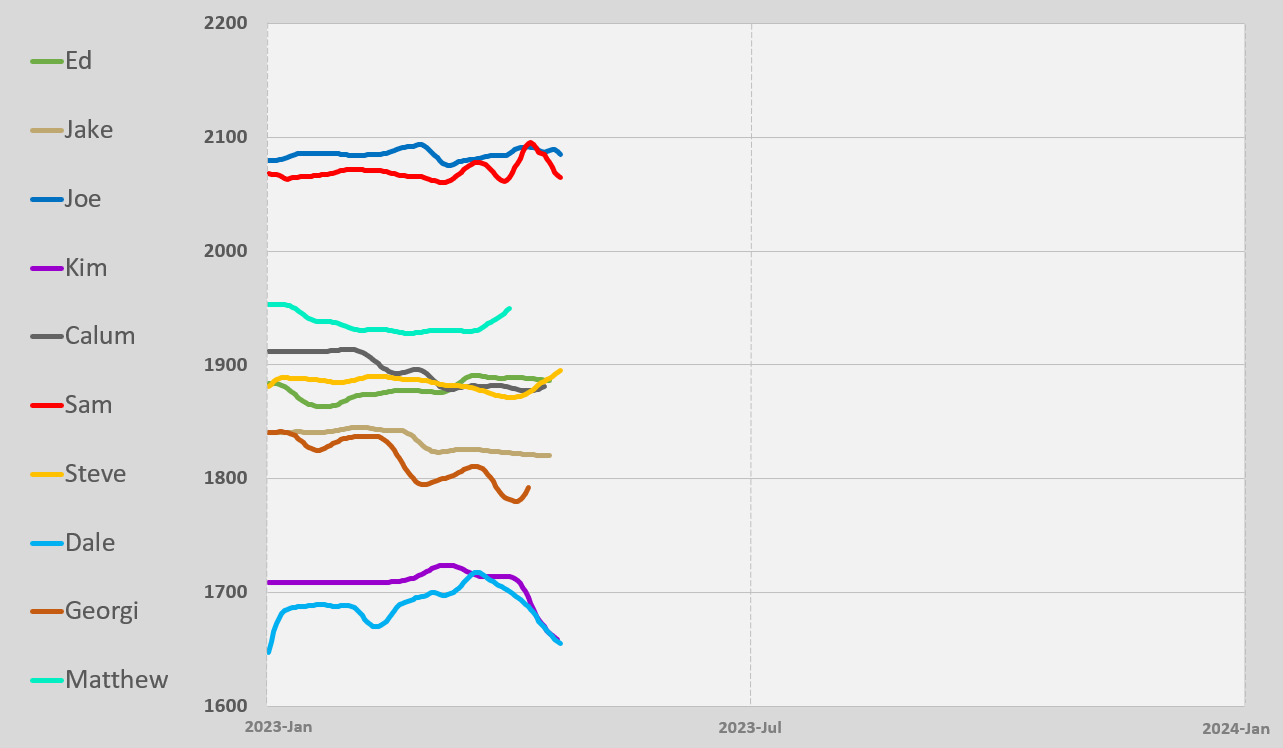 2200
2100
2000
1900
1800
1700
1600
Ed
Jake
Joe
Kim
Calum
Sam
Steve
Dale
Georgi
Matthew
2023-Jan
2023-Jul
2024-Jan